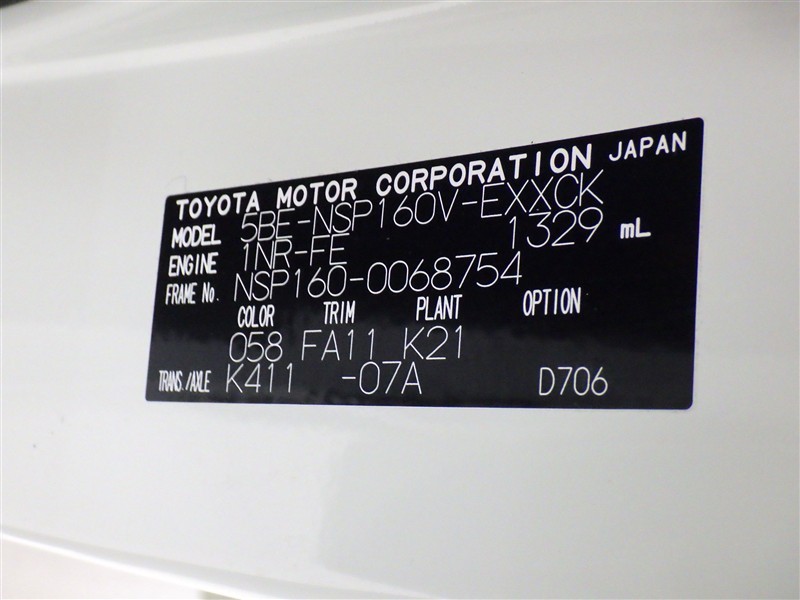 TOYOTA MOTOR CORPORATION JAPAN
MODEL 5BE-NSP160V-EXXCK
ENGINE 1NR-FE 1329 mL
FRAME No. NSP160-0068754
COLOR TRIM PLANT OPTION
058 FA11 K21
TRANS./AXLE K411 -07A D706